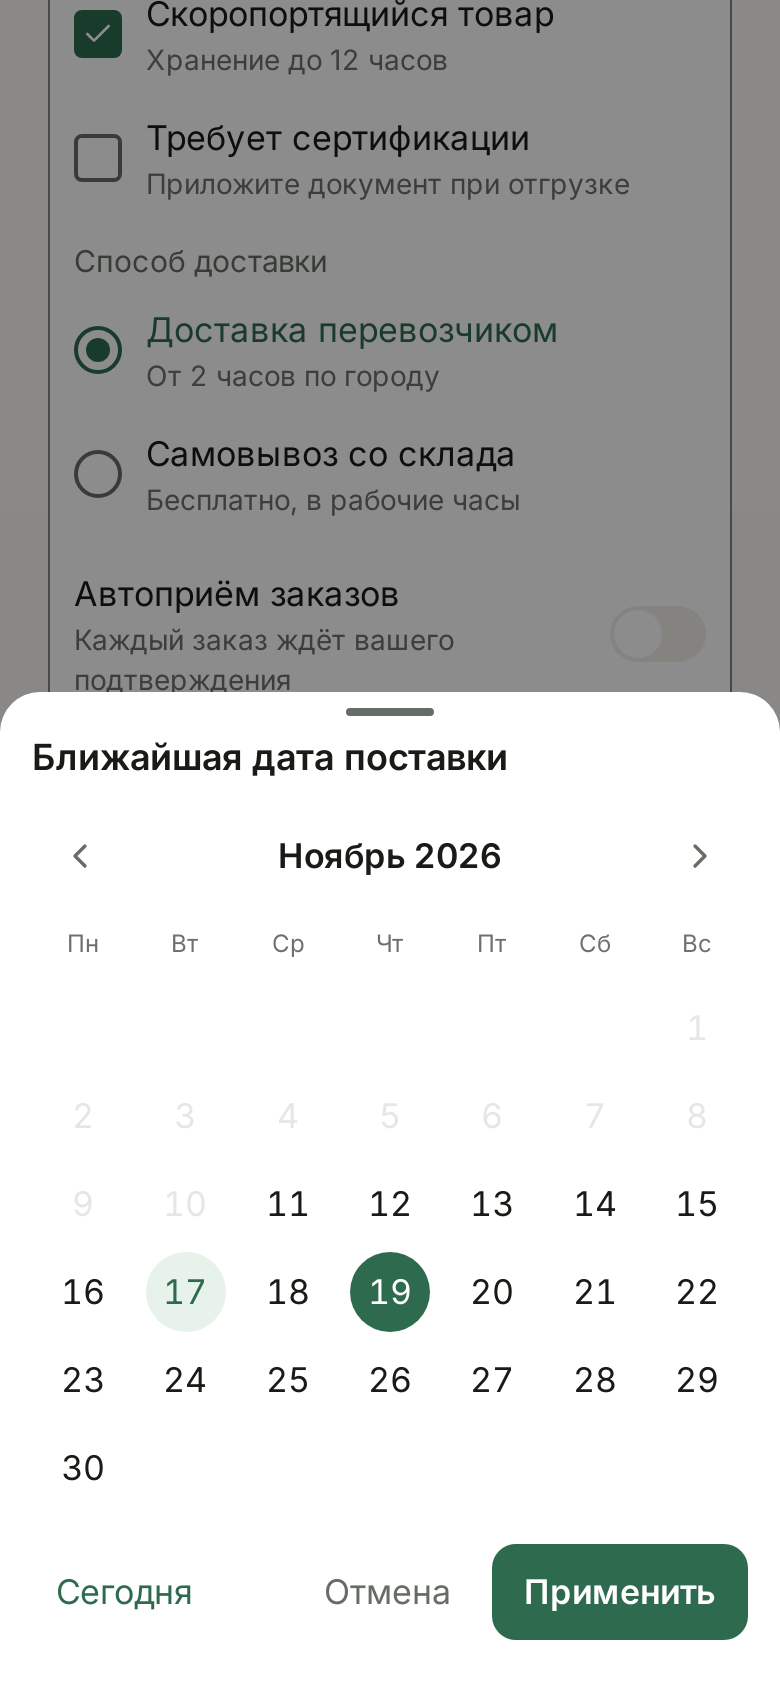 Скоропортящийся товар
Хранение до 12 часов
Требует сертификации
Приложите документ при отгрузке
Способ доставки
Доставка перевозчиком
От 2 часов по городу
Самовывоз со склада
Бесплатно, в рабочие часы
Автоприём заказов
Каждый заказ ждёт вашего
подтверждения
Ближайшая дата поставки
Ноябрь 2026
Пн Вт Ср Чт Пт Сб Вс
1
2 3 4 5 6 7 8
9 10 11 12 13 14 15
16 17 18 19 20 21 22
23 24 25 26 27 28 29
30
Сегодня Отмена Применить